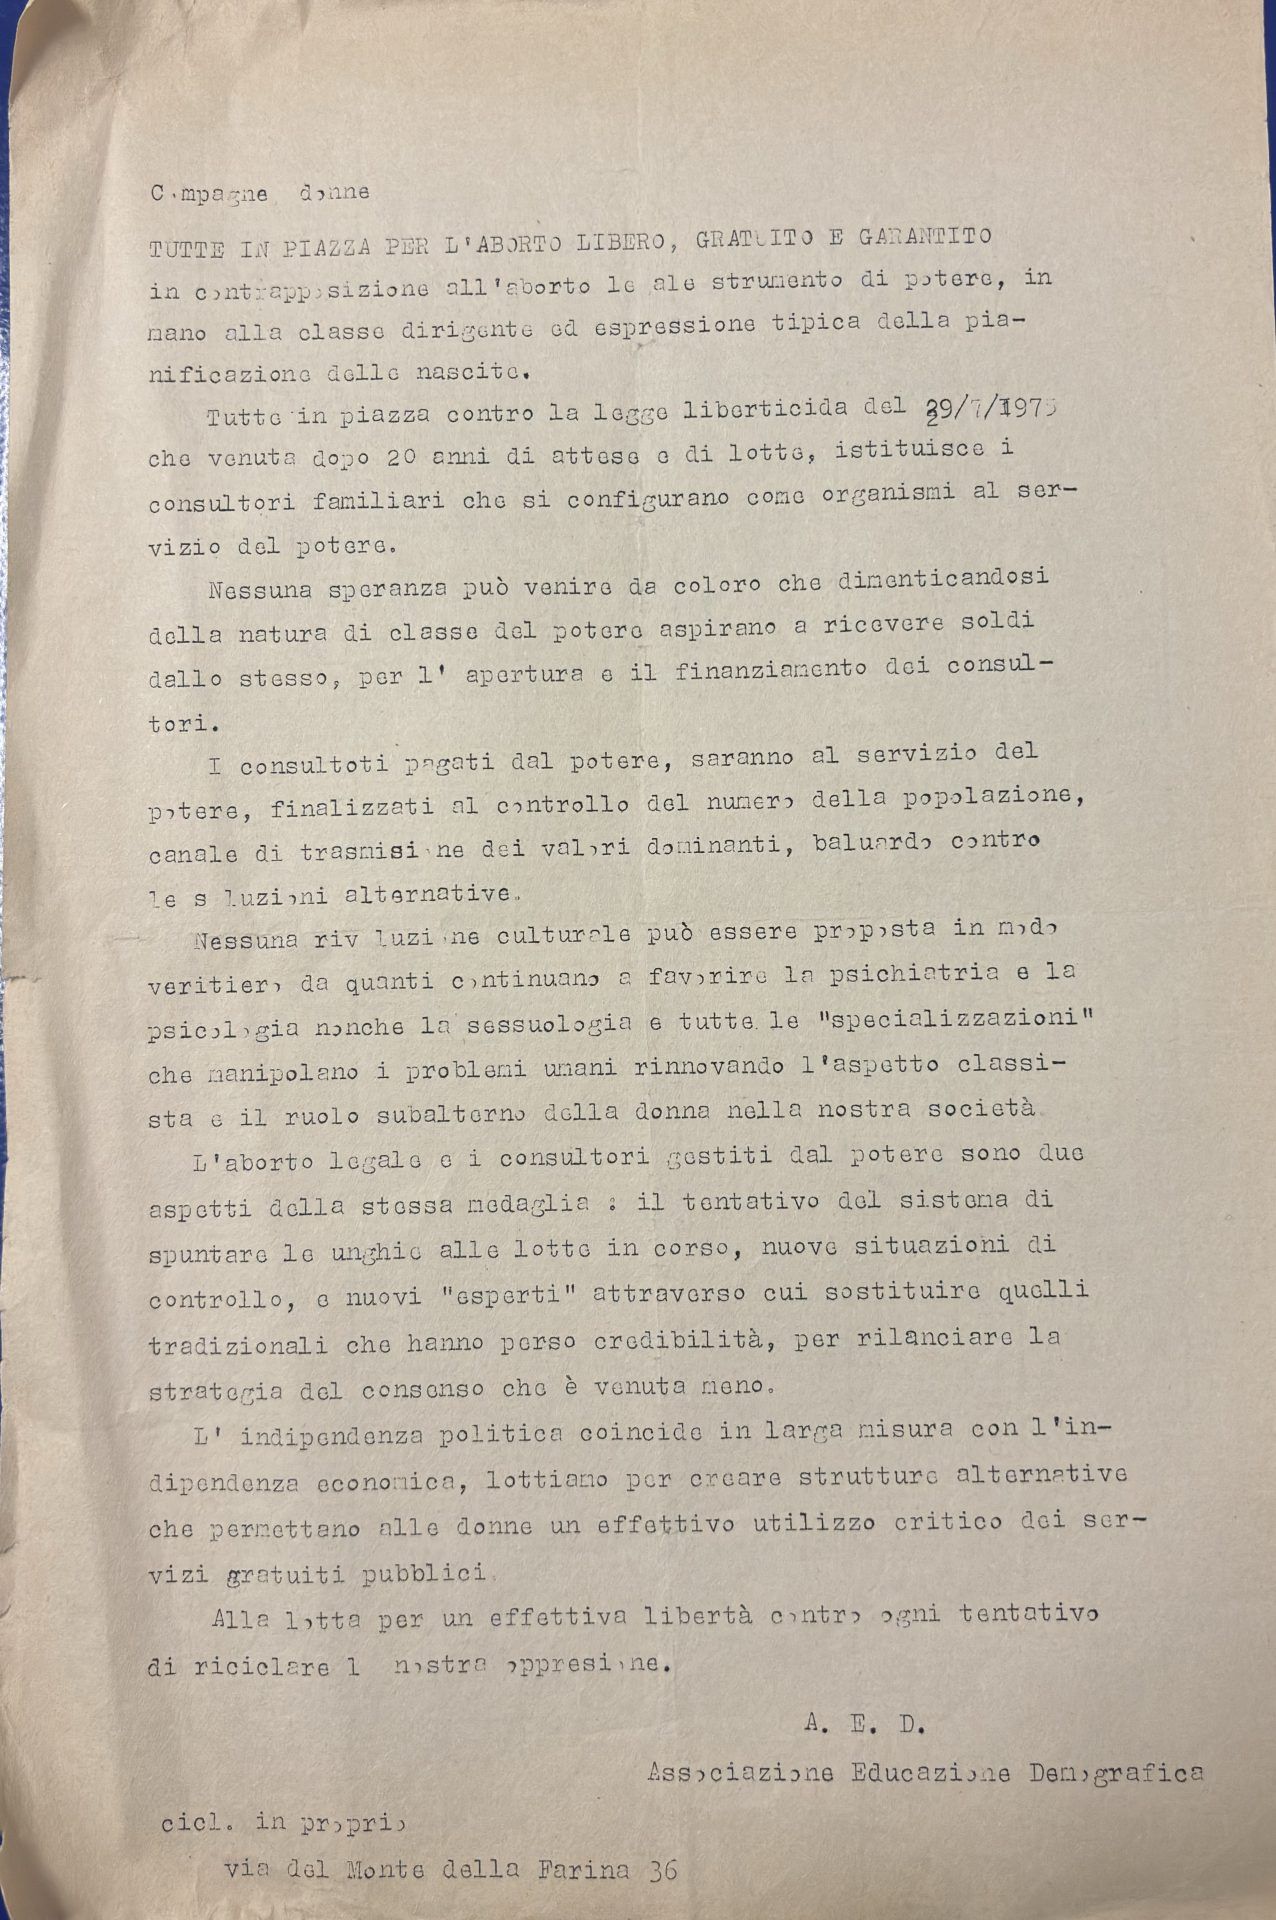 Compagne donne
TUTTE IN PIAZZA PER L'ABORTO LIBERO, GRATUITO E GARANTITO
in contrapposizione all'aborto le ale strumento di potere, in
mano alla classe dirigente ed espressione tipica della pia-
nificazione delle nascite.
Tutte in piazza contro la legge liberticida del 29/7/1975
che venuta dopo 20 anni di attese e di lotte, istituisce i
consultori familiari che si configurano come organismi al ser-
vizio del potere.
Nessuna speranza può venire da coloro che dimenticandosi
della natura di classe del potere aspirano a ricevere soldi
dallo stesso, per l' apertura e il finanziamento dei consul-
tori.
I consultoti pagati dal potere, saranno al servizio del
potere, finalizzati al controllo del numero della popolazione,
canale di trasmisione dei valori dominanti, baluardo contro
le s luzioni alternative.
Nessuna riv luzione culturale può essere proposta in modo
veritiero da quanti continuano a favorire la psichiatria e la
psicologia nonche la sessuologia e tutte le "specializzazioni"
che manipolano i problemi umani rinnovando l'aspetto classi-
sta e il ruolo subalterno della donna nella nostra società
L'aborto legale e i consultori gestiti dal potere sono due
aspetti della stessa medaglia : il tentativo del sistema di
spuntare le unghie alle lotte in corso, nuove situazioni di
controllo, e nuovi "esperti" attraverso cui sostituire quelli
tradizionali che hanno perso credibilità, per rilanciare la
strategia del consenso che è venuta meno.
L' indipendenza politica coincide in larga misura con l'in-
dipendenza economica, lottiamo per creare strutture alternative
che permettano alle donne un effettivo utilizzo critico dei ser-
vizi gratuiti pubblici.
Alla lotta per un effettiva libertà contro ogni tentativo
di riciclare l nostra oppresione.
A. E. D.
Associazione Educazione Demografica
cicl. in proprio
via del Monte della Farina 36